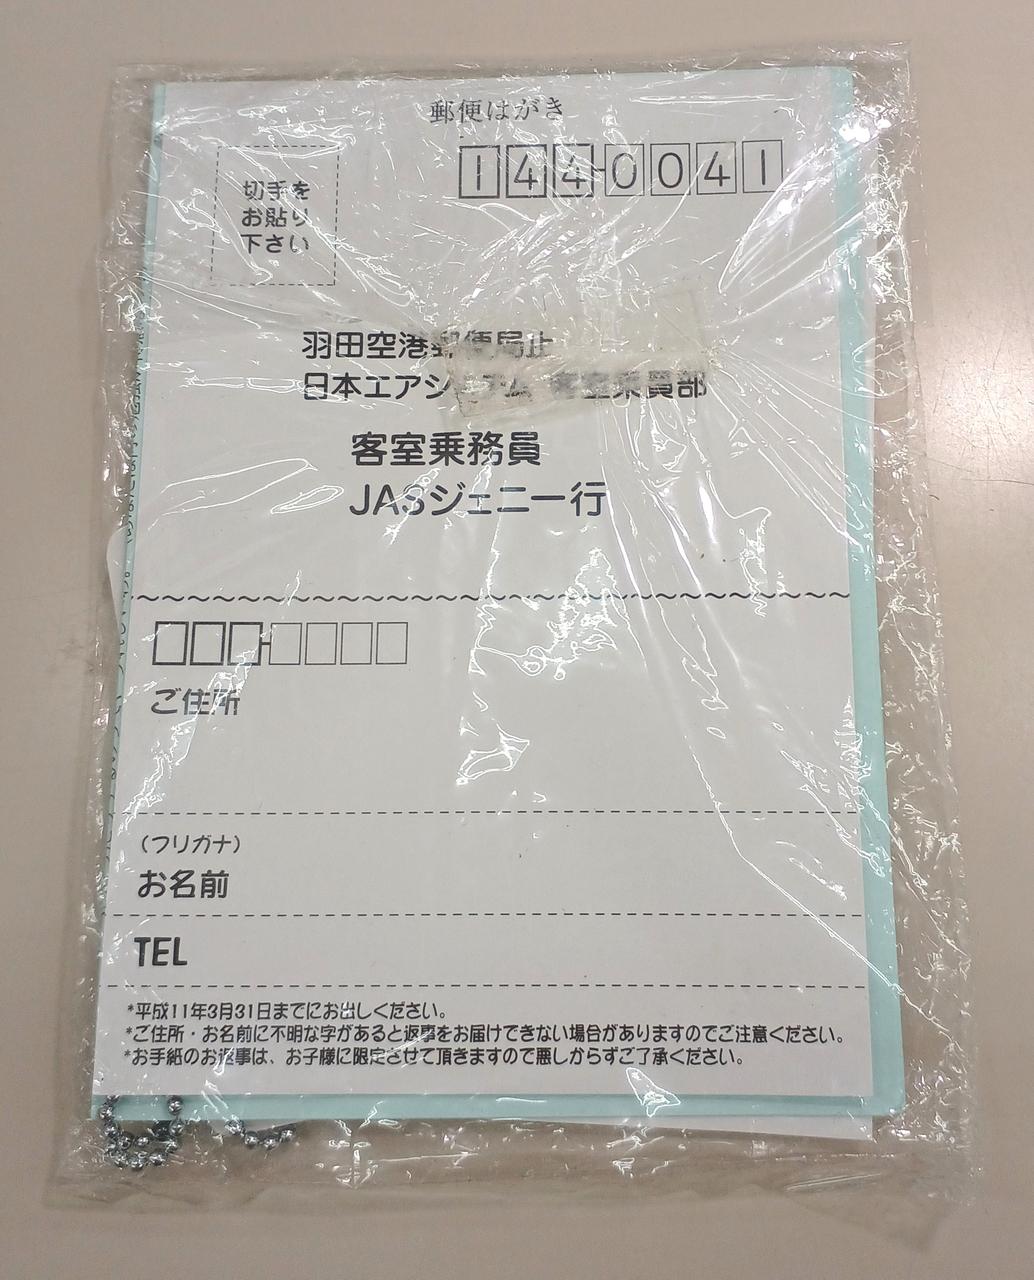 郵便はがき
144-0041
切手を
お貼り
下さい
羽田空港郵便局止
日本エアシステム 客室乗員部
客室乗務員
JASジェニー行
ご住所
(フリガナ)
お名前
TEL
*平成11年3月31日までにお出しください。
*ご住所・お名前に不明な字があると返事をお届けできない場合がありますのでご注意ください。
*お手紙のお返事は、お子様に限定させて頂きますので悪しからずご了承ください。